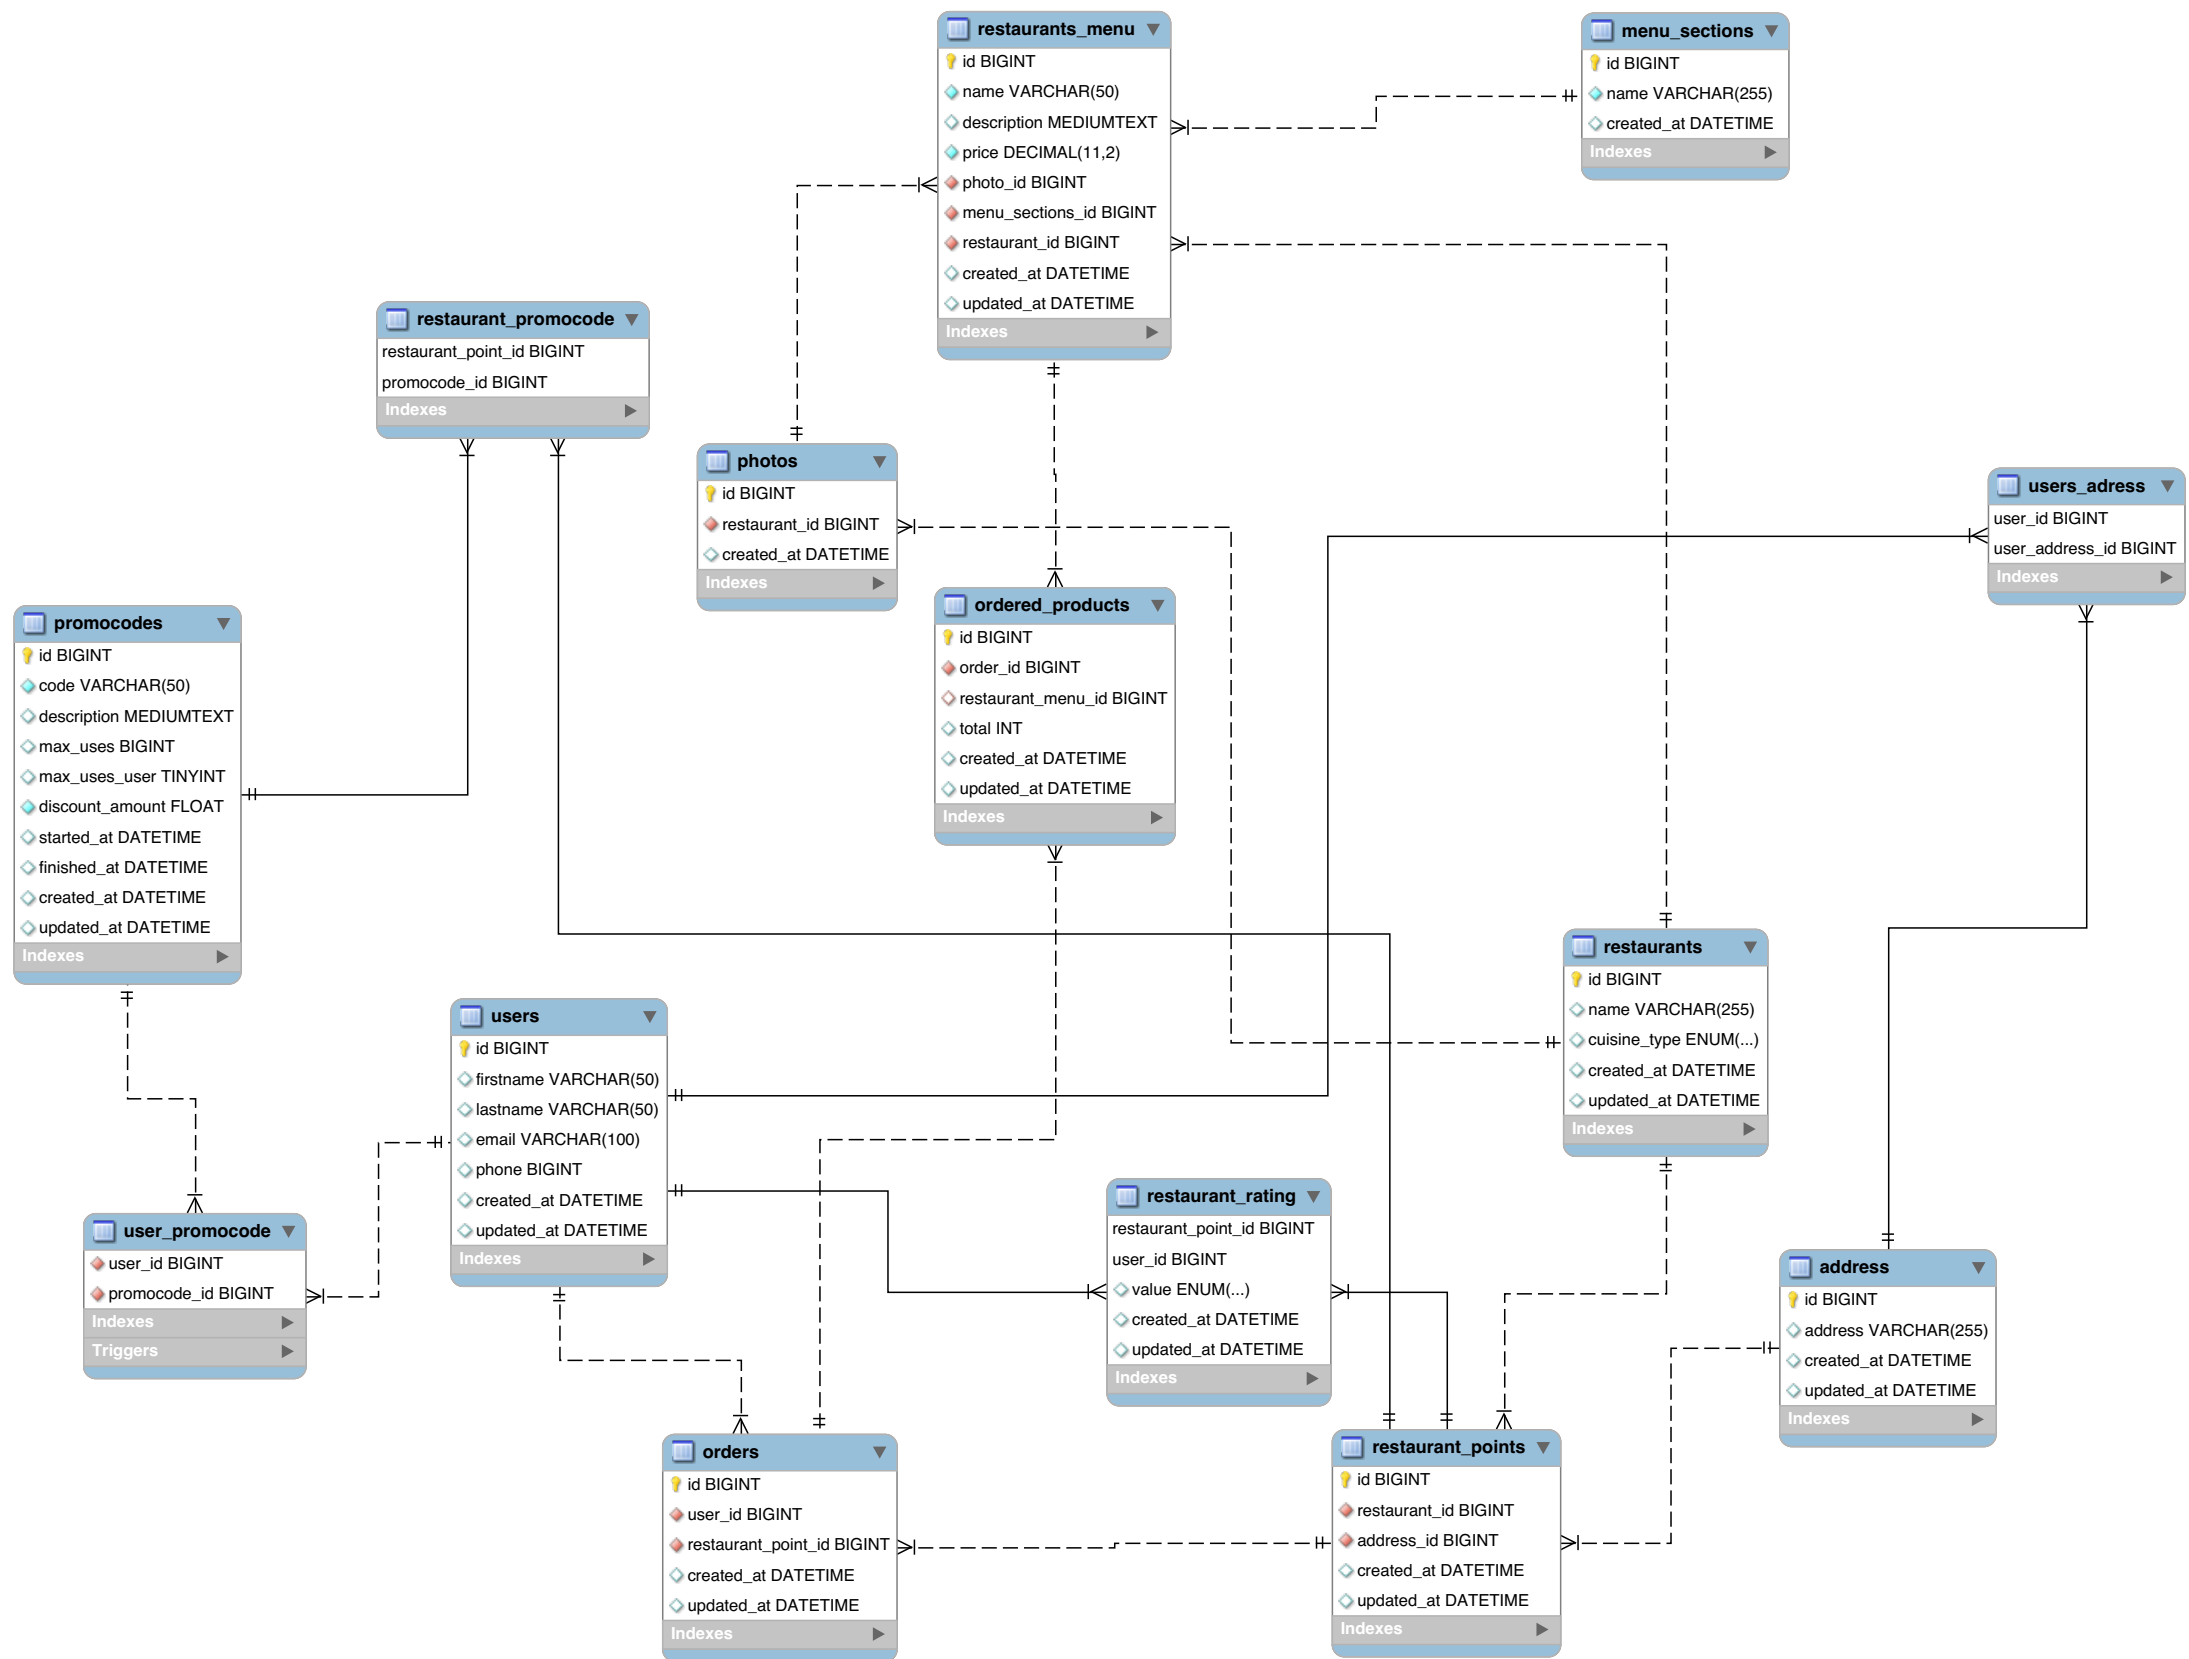 restaurants_menu
id BIGINT
name VARCHAR(50)
description MEDIUMTEXT
price DECIMAL(11,2)
photo_id BIGINT
menu_sections_id BIGINT
restaurant_id BIGINT
created_at DATETIME
updated_at DATETIME
Indexes
menu_sections
id BIGINT
name VARCHAR(255)
created_at DATETIME
Indexes
restaurant_promocode
restaurant_point_id BIGINT
promocode_id BIGINT
Indexes
photos
id BIGINT
restaurant_id BIGINT
created_at DATETIME
Indexes
users_adress
user_id BIGINT
user_address_id BIGINT
Indexes
ordered_products
id BIGINT
order_id BIGINT
restaurant_menu_id BIGINT
total INT
created_at DATETIME
updated_at DATETIME
Indexes
promocodes
id BIGINT
code VARCHAR(50)
description MEDIUMTEXT
max_uses BIGINT
max_uses_user TINYINT
discount_amount FLOAT
started_at DATETIME
finished_at DATETIME
created_at DATETIME
updated_at DATETIME
Indexes
restaurants
id BIGINT
name VARCHAR(255)
cuisine_type ENUM(...)
created_at DATETIME
updated_at DATETIME
Indexes
users
id BIGINT
firstname VARCHAR(50)
lastname VARCHAR(50)
email VARCHAR(100)
phone BIGINT
created_at DATETIME
updated_at DATETIME
Indexes
restaurant_rating
restaurant_point_id BIGINT
user_id BIGINT
value ENUM(...)
created_at DATETIME
updated_at DATETIME
Indexes
user_promocode
user_id BIGINT
promocode_id BIGINT
Indexes
Triggers
address
id BIGINT
address VARCHAR(255)
created_at DATETIME
updated_at DATETIME
Indexes
orders
id BIGINT
user_id BIGINT
restaurant_point_id BIGINT
created_at DATETIME
updated_at DATETIME
Indexes
restaurant_points
id BIGINT
restaurant_id BIGINT
address_id BIGINT
created_at DATETIME
updated_at DATETIME
Indexes